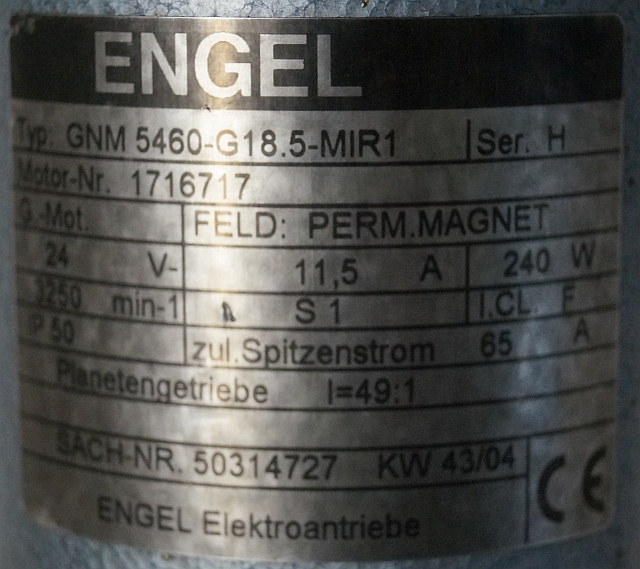 ENGEL
Typ: GNM 5460-G18.5-MIR1 Ser. H
Motor-Nr. 1716717
G.-Mot. FELD: PERM.MAGNET
24 V- 11,5 A 240 W
3250 min-1 S 1 I.CL. F
IP 50 zul.Spitzenstrom 65 A
Planetengetriebe I=49:1
SACH-NR. 50314727 KW 43/04
ENGEL Elektroantriebe CE